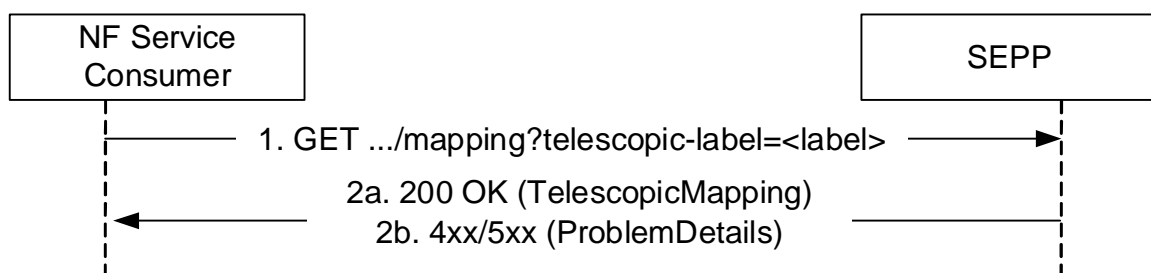 NF Service
Consumer
SEPP
1. GET .../mapping?telescopic-label=<label>
2a. 200 OK (TelescopicMapping)
2b. 4xx/5xx (ProblemDetails)